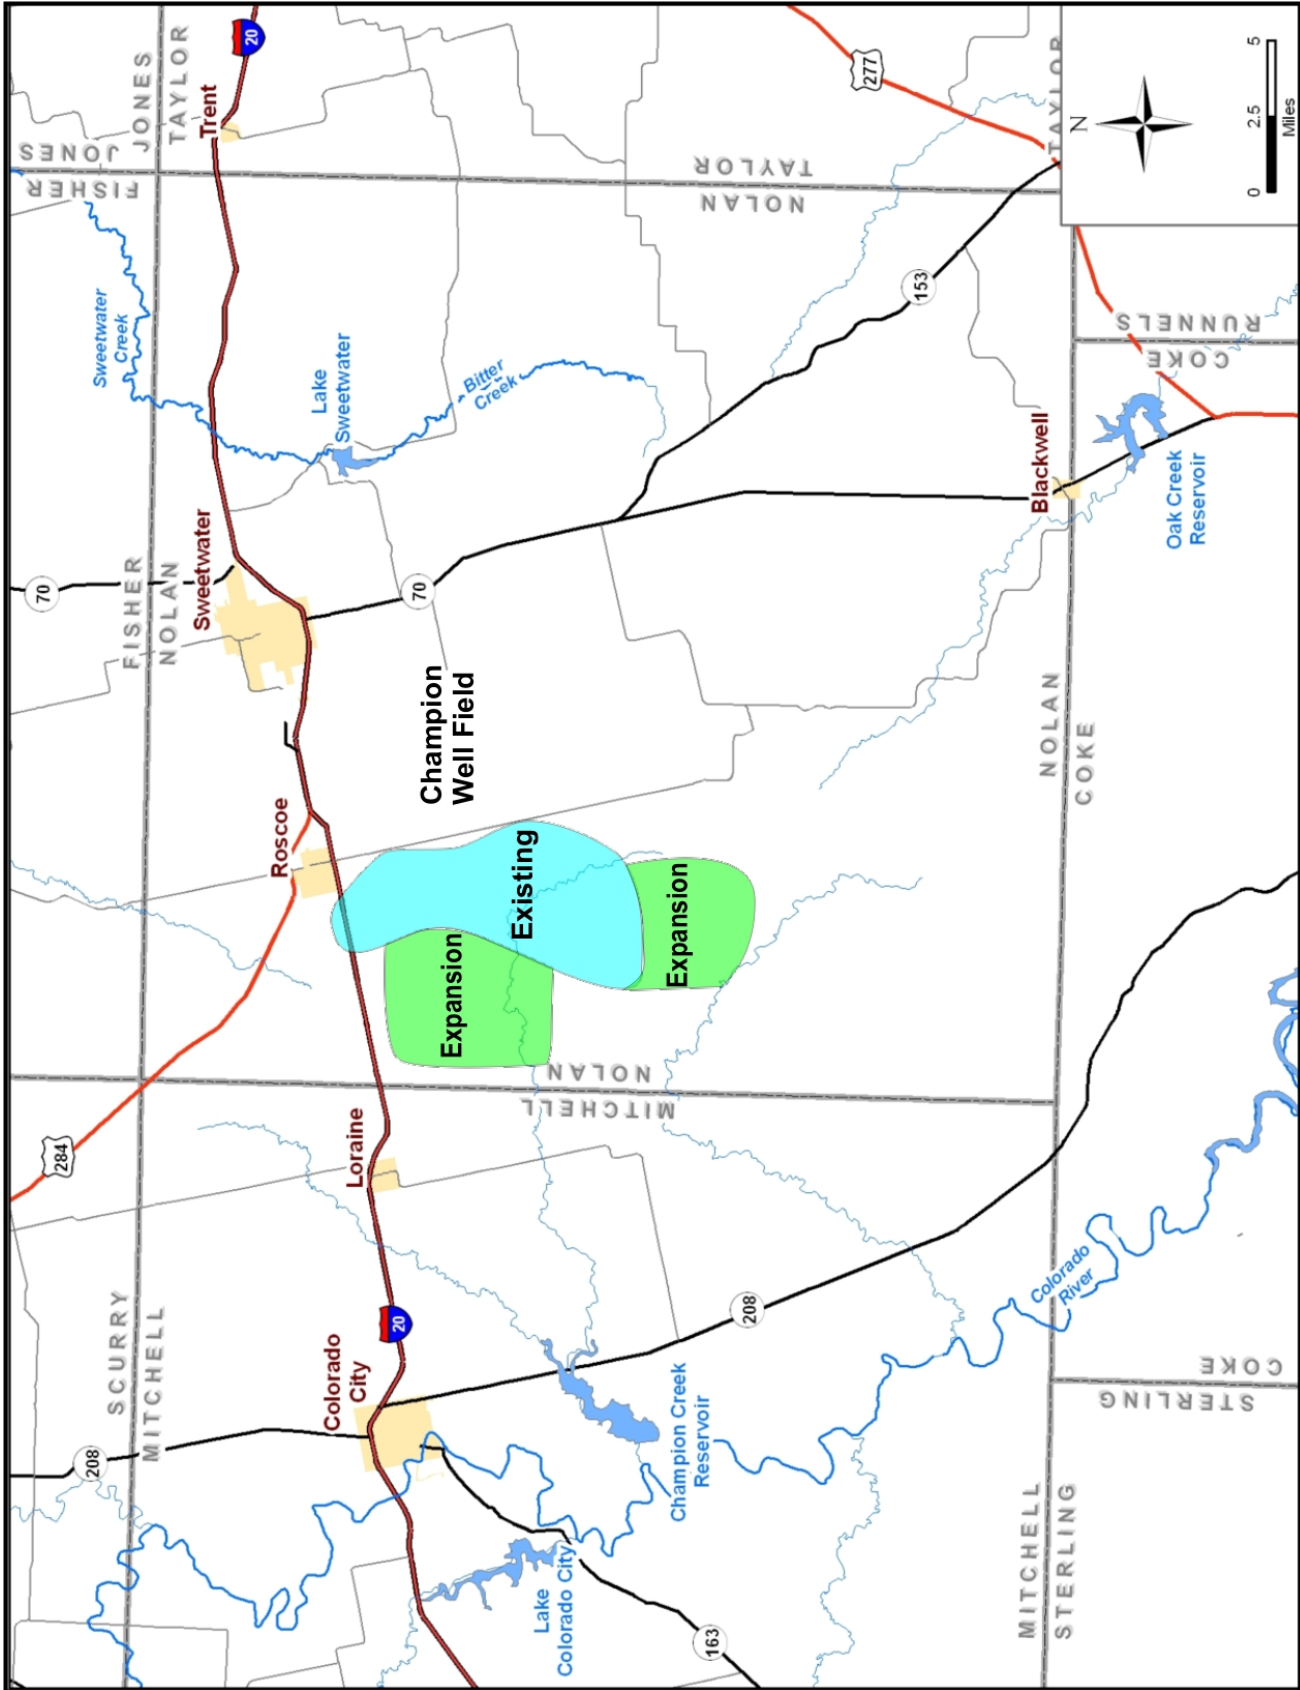 SCURRY
MITCHELL
FISHER
NOLAN
JONES
TAYLOR
FISHER
JONES
208
284
70
20
Sweetwater
Creek
Colorado
City
Loraine
Roscoe
Sweetwater
Trent
20
Lake
Sweetwater
70
Champion
Well Field
Bitter
Creek
Expansion
Existing
Expansion
MITCHELL
NOLAN
NOLAN
TAYLOR
Lake
Colorado City
Champion Creek
Reservoir
163
208
153
277
Colorado
River
Blackwell
MITCHELL
STERLING
NOLAN
COKE
TAYLOR
STERLING
COKE
COKE
RUNNELS
Oak Creek
Reservoir
N
0
2.5
5
Miles